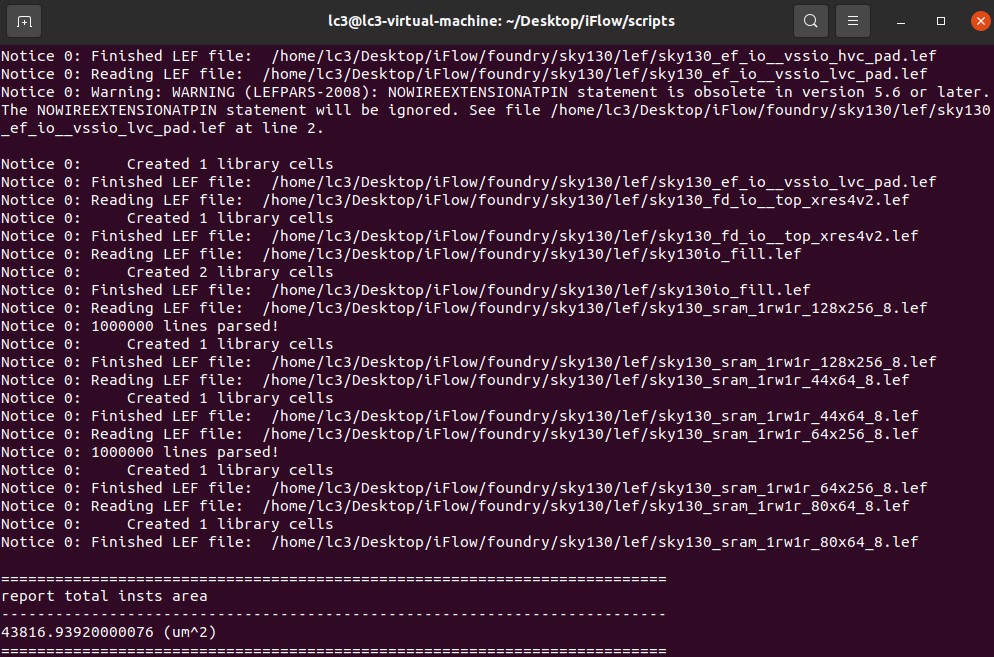 lc3@lc3-virtual-machine: ~/Desktop/iFlow/scripts
Notice 0: Finished LEF file:  /home/lc3/Desktop/iFlow/foundry/sky130/lef/sky130_ef_io__vssio_hvc_pad.lef
Notice 0: Reading LEF file:  /home/lc3/Desktop/iFlow/foundry/sky130/lef/sky130_ef_io__vssio_lvc_pad.lef
Notice 0: Warning: WARNING (LEFPARS-2008): NOWIREEXTENSIONATPIN statement is obsolete in version 5.6 or later.
The NOWIREEXTENSIONATPIN statement will be ignored. See file /home/lc3/Desktop/iFlow/foundry/sky130/lef/sky130
_ef_io__vssio_lvc_pad.lef at line 2.
Notice 0:     Created 1 library cells
Notice 0: Finished LEF file:  /home/lc3/Desktop/iFlow/foundry/sky130/lef/sky130_ef_io__vssio_lvc_pad.lef
Notice 0: Reading LEF file:  /home/lc3/Desktop/iFlow/foundry/sky130/lef/sky130_fd_io__top_xres4v2.lef
Notice 0:     Created 1 library cells
Notice 0: Finished LEF file:  /home/lc3/Desktop/iFlow/foundry/sky130/lef/sky130_fd_io__top_xres4v2.lef
Notice 0: Reading LEF file:  /home/lc3/Desktop/iFlow/foundry/sky130/lef/sky130io_fill.lef
Notice 0:     Created 2 library cells
Notice 0: Finished LEF file:  /home/lc3/Desktop/iFlow/foundry/sky130/lef/sky130io_fill.lef
Notice 0: Reading LEF file:  /home/lc3/Desktop/iFlow/foundry/sky130/lef/sky130_sram_1rw1r_128x256_8.lef
Notice 0: 1000000 lines parsed!
Notice 0:     Created 1 library cells
Notice 0: Finished LEF file:  /home/lc3/Desktop/iFlow/foundry/sky130/lef/sky130_sram_1rw1r_128x256_8.lef
Notice 0: Reading LEF file:  /home/lc3/Desktop/iFlow/foundry/sky130/lef/sky130_sram_1rw1r_44x64_8.lef
Notice 0:     Created 1 library cells
Notice 0: Finished LEF file:  /home/lc3/Desktop/iFlow/foundry/sky130/lef/sky130_sram_1rw1r_44x64_8.lef
Notice 0: Reading LEF file:  /home/lc3/Desktop/iFlow/foundry/sky130/lef/sky130_sram_1rw1r_64x256_8.lef
Notice 0: 1000000 lines parsed!
Notice 0:     Created 1 library cells
Notice 0: Finished LEF file:  /home/lc3/Desktop/iFlow/foundry/sky130/lef/sky130_sram_1rw1r_64x256_8.lef
Notice 0: Reading LEF file:  /home/lc3/Desktop/iFlow/foundry/sky130/lef/sky130_sram_1rw1r_80x64_8.lef
Notice 0:     Created 1 library cells
Notice 0: Finished LEF file:  /home/lc3/Desktop/iFlow/foundry/sky130/lef/sky130_sram_1rw1r_80x64_8.lef
==========================================================================
report total insts area
--------------------------------------------------------------------------
43816.93920000076 (um^2)
==========================================================================